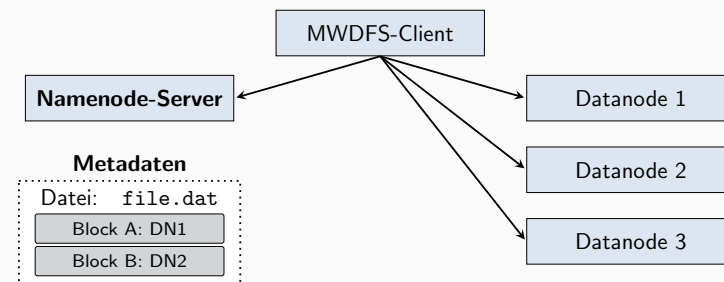 MWDFS-Client
Namenode-Server
Datanode 1
Metadaten
Datanode 2
Datei: file.dat
Block A: DN1
Block B: DN2
Datanode 3